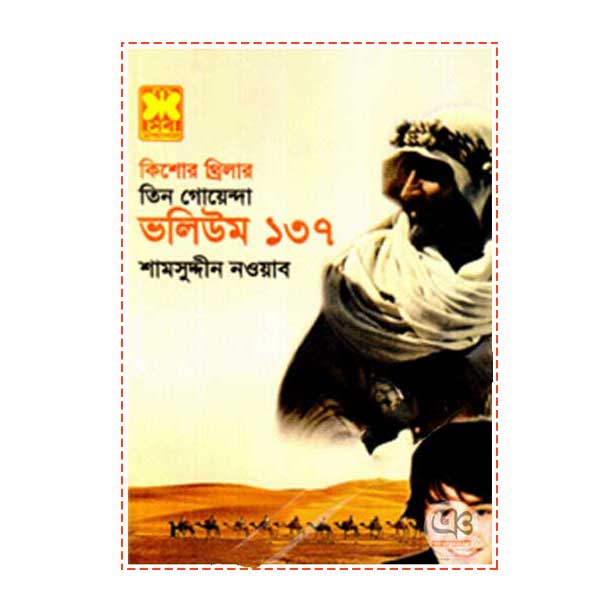 কিশোর থ্রিলার
তিন গোয়েন্দা
ভলিউম ১৩৭
শামসুদ্দীন নওয়াব